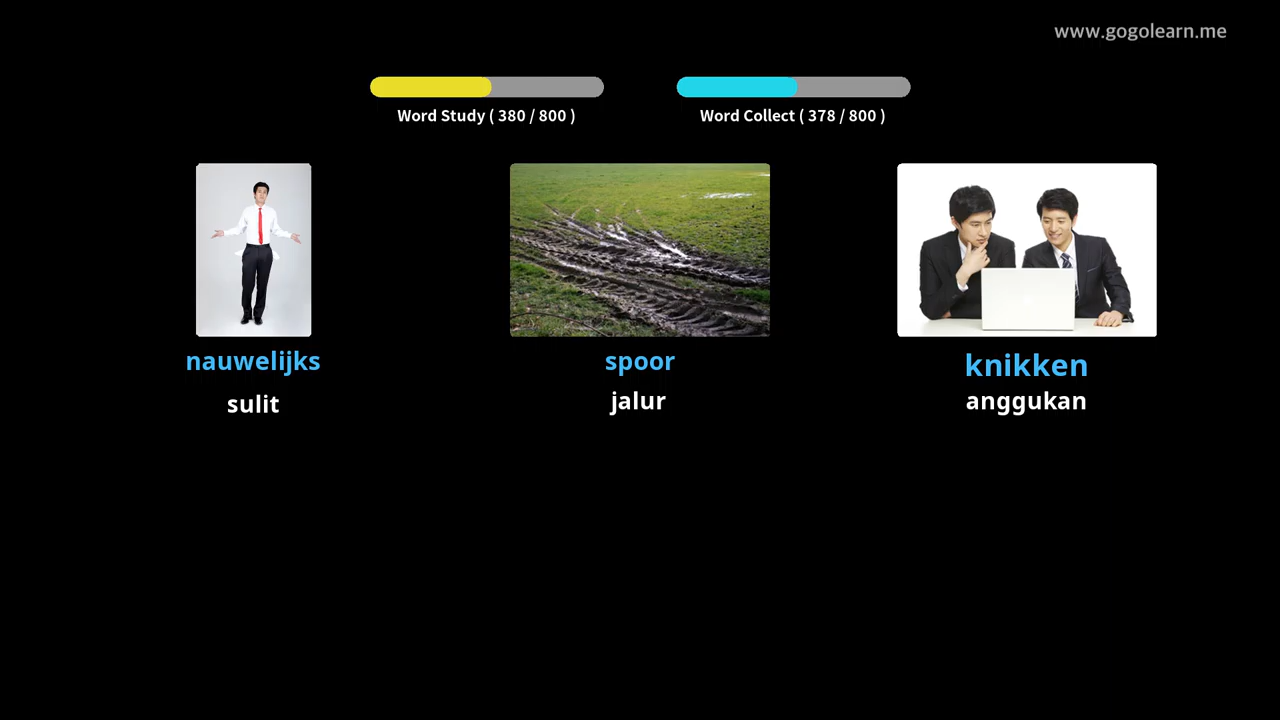 www.gogolearn.me
Word Study ( 380 / 800 )
Word Collect ( 378 / 800 )
nauwelijks
sulit
spoor
jalur
knikken
anggukan